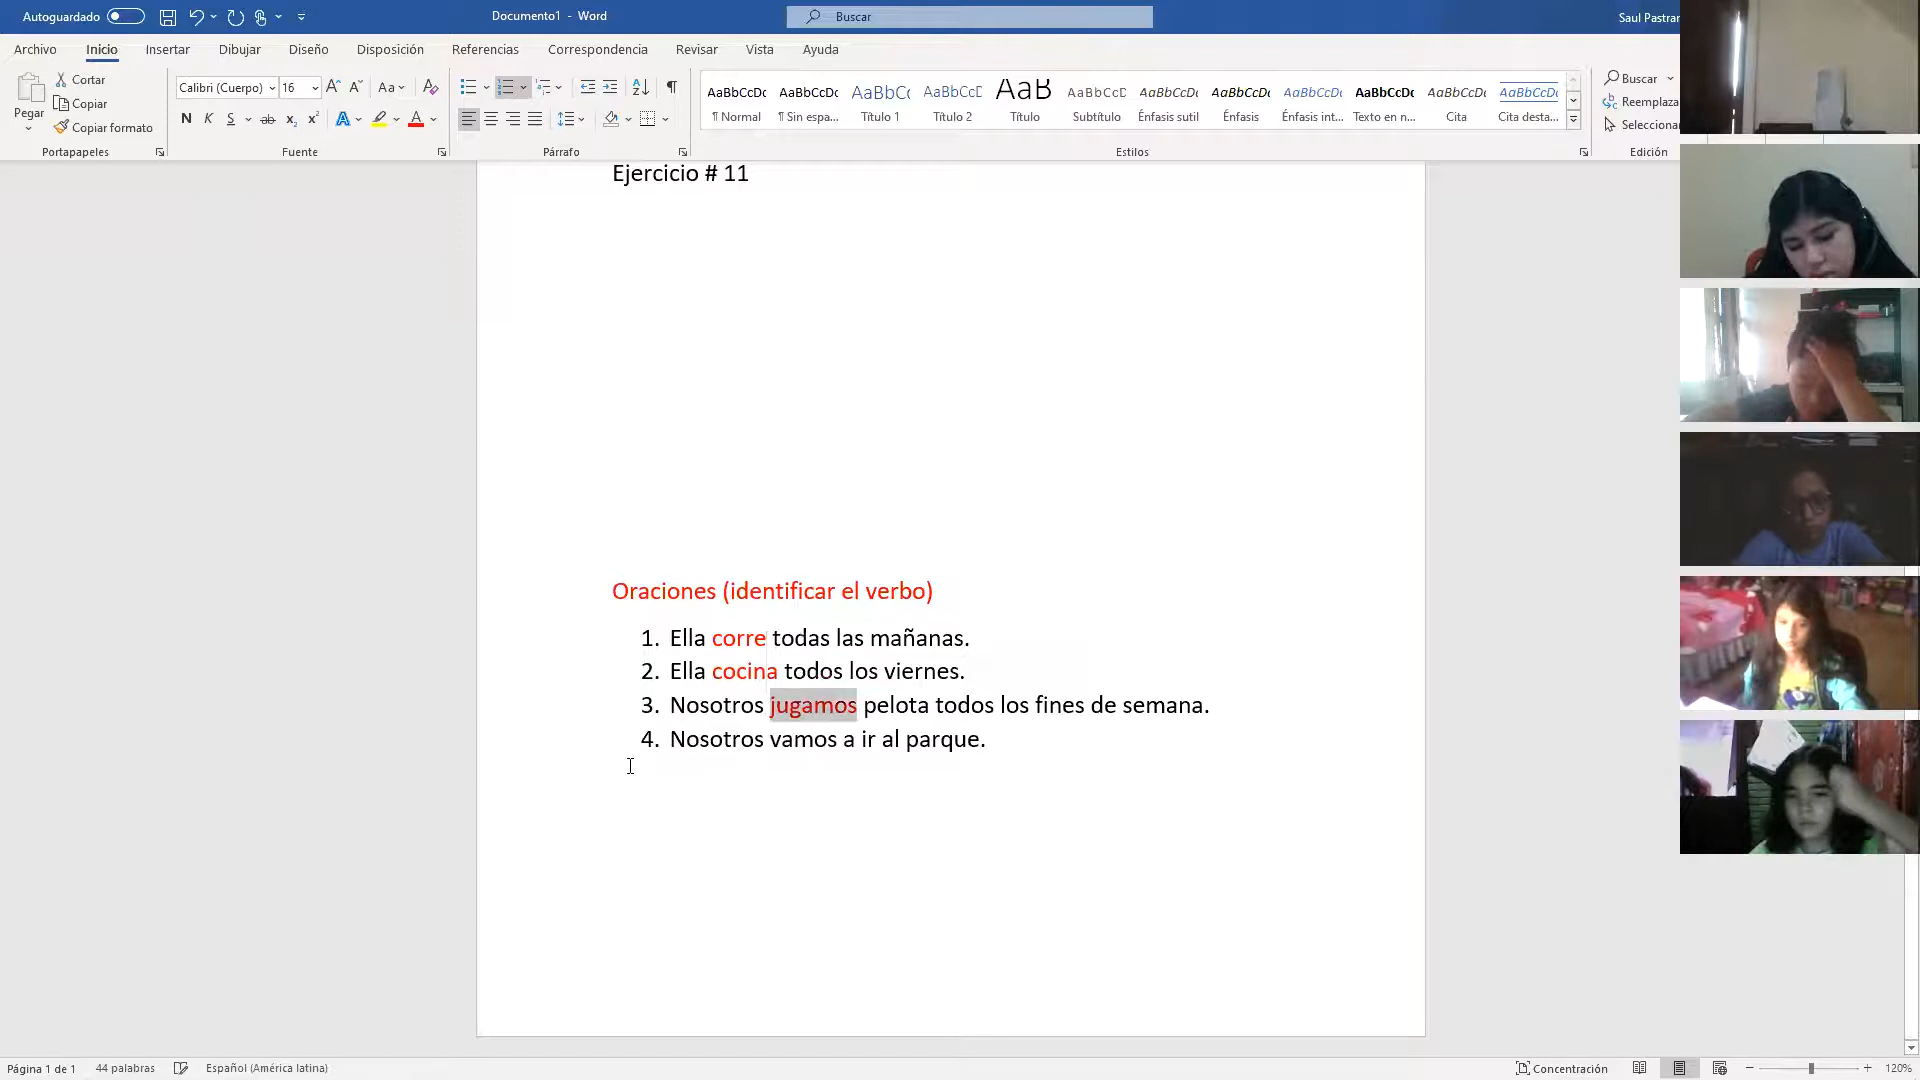 Autoguardado
Documento1 - Word
Buscar
Saul Pastran
Archivo Inicio Insertar Dibujar Diseño Disposición Referencias Correspondencia Revisar Vista Ayuda
Pegar
Cortar
Copiar
Copiar formato
Portapapeles
Calibri (Cuerpo) 16
Aa
N K S ab x₂ x²
Fuente
Párrafo
AaBbCcDc AaBbCcDc AaBbCc AaBbCcD AaB AaBbCcD AaBbCcDc AaBbCcDc AaBbCcDc AaBbCcDc AaBbCcDc AaBbCcDc
¶ Normal ¶ Sin espa... Título 1 Título 2 Título Subtítulo Énfasis sutil Énfasis Énfasis int... Texto en n... Cita Cita desta...
Estilos
Buscar
Reemplaza
Selecciona
Edición
Ejercicio # 11
Oraciones (identificar el verbo)
1. Ella corre todas las mañanas.
2. Ella cocina todos los viernes.
3. Nosotros jugamos pelota todos los fines de semana.
4. Nosotros vamos a ir al parque.
Página 1 de 1 44 palabras Español (América latina)
Concentración
120%